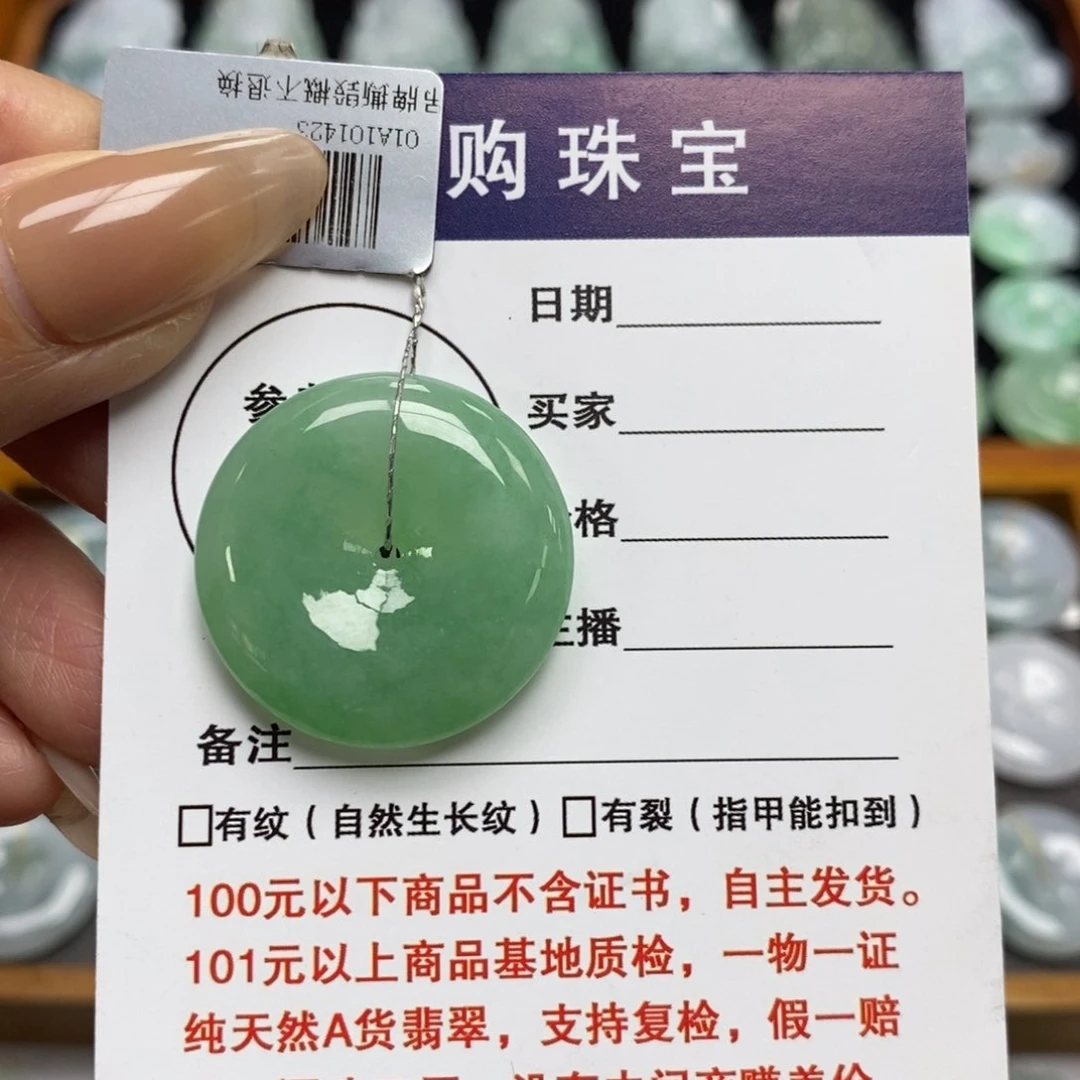 吊牌撕毁概不退换
01A101423
购珠宝
日期
买家
格
主播
备注
□有纹（自然生长纹）□有裂（指甲能扣到）
100元以下商品不含证书，自主发货。
101元以上商品基地质检，一物一证
纯天然A货翡翠，支持复检，假一赔